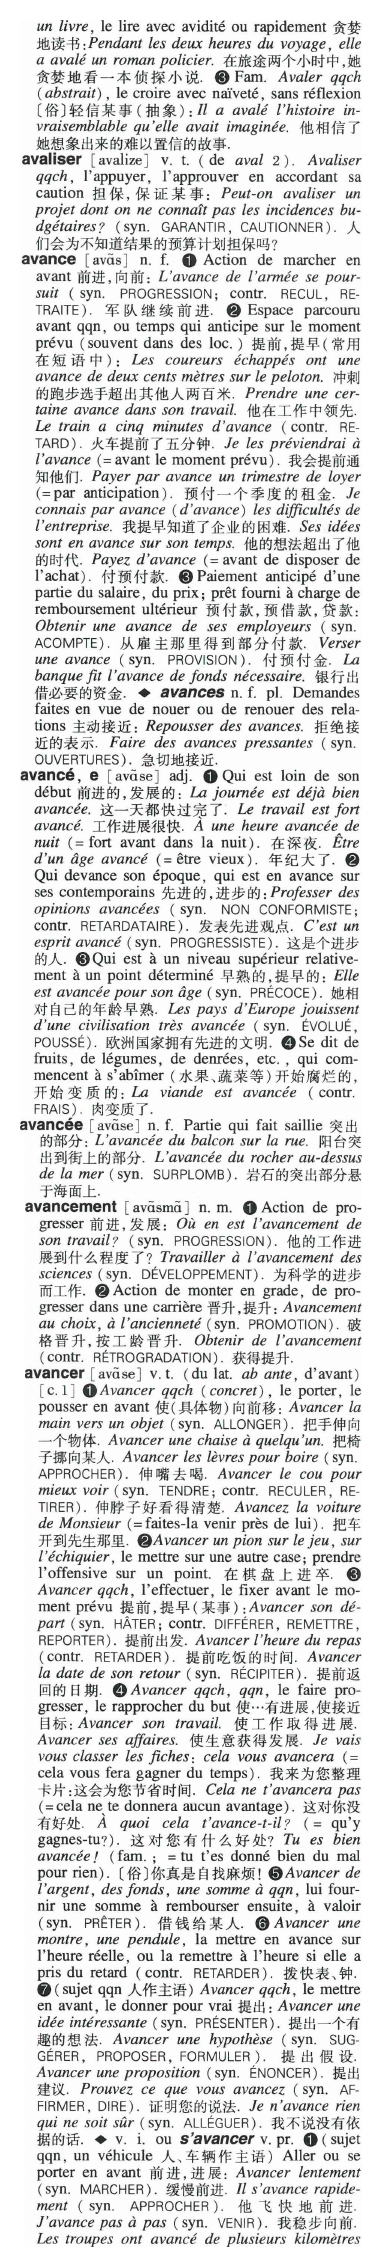 un livre, le lire avec avidité ou rapidement 贪婪
地读书:Pendant les deux heures du voyage, elle
a avalé un roman policier. 在旅途两个小时中,她
贪婪地看一本侦探小说. ❸ Fam. Avaler qqch
(abstrait), le croire avec naïveté, sans réflexion
〔俗〕轻信某事(抽象): Il a avalé l'histoire in-
vraisemblable qu'elle avait imaginée. 他相信了
她想象出来的难以置信的故事.
avaliser [avalize] v. t. (de aval 2). Avaliser
qqch, l'appuyer, l'approuver en accordant sa
caution 担保,保证某事: Peut-on avaliser un
projet dont on ne connaît pas les incidences bu-
dgétaires? (syn. GARANTIR, CAUTIONNER). 人
们会为不知道结果的预算计划担保吗?
avance [avɑ̃s] n. f. ❶ Action de marcher en
avant 前进,向前: L'avance de l'armée se pour-
suit (syn. PROGRESSION; contr. RECUL, RE-
TRAITE). 军队继续前进. ❷ Espace parcouru
avant qqn, ou temps qui anticipe sur le moment
prévu (souvent dans des loc.) 提前,提早(常用
在短语中): Les coureurs échappés ont une
avance de deux cents mètres sur le peloton. 冲刺
的跑步选手超出其他人两百米. Prendre une cer-
taine avance dans son travail. 他在工作中领先.
Le train a cinq minutes d'avance (contr. RE-
TARD). 火车提前了五分钟. Je les préviendrai à
l'avance (= avant le moment prévu). 我会提前通
知他们. Payer par avance un trimestre de loyer
(= par anticipation). 预付一个季度的租金. Je
connais par avance (d'avance) les difficultés de
l'entreprise. 我提早知道了企业的困难. Ses idées
sont en avance sur son temps. 他的想法超出了他
的时代. Payez d'avance (= avant de disposer de
l'achat). 付预付款. ❸ Paiement anticipé d'une
partie du salaire, du prix; prêt fourni à charge de
remboursement ultérieur 预付款,预借款,贷款:
Obtenir une avance de ses employeurs (syn.
ACOMPTE). 从雇主那里得到部分付款. Verser
une avance (syn. PROVISION). 付预付金. La
banque fit l'avance de fonds nécessaire. 银行出
借必要的资金. ◆ avances n. f. pl. Demandes
faites en vue de nouer ou de renouer des rela-
tions 主动接近: Repousser des avances. 拒绝接
近的表示. Faire des avances pressantes (syn.
OUVERTURES). 急切地接近.
avancé, e [avɑ̃se] adj. ❶ Qui est loin de son
début 前进的,发展的: La journée est déjà bien
avancée. 这一天都快过完了. Le travail est fort
avancé. 工作进展很快. À une heure avancée de
nuit (= fort avant dans la nuit). 在深夜. Être
d'un âge avancé (= être vieux). 年纪大了. ❷
Qui devance son époque, qui est en avance sur
ses contemporains 先进的,进步的: Professer des
opinions avancées (syn. NON CONFORMISTE;
contr. RETARDATAIRE). 发表先进观点. C'est un
esprit avancé (syn. PROGRESSISTE). 这是个进步
的人. ❸ Qui est à un niveau supérieur relative-
ment à un point déterminé 早熟的,提早的: Elle
est avancée pour son âge (syn. PRÉCOCE). 她相
对自己的年龄早熟. Les pays d'Europe jouissent
d'une civilisation très avancée (syn. ÉVOLUÉ,
POUSSÉ). 欧洲国家拥有先进的文明. ❹ Se dit de
fruits, de légumes, de denrées, etc., qui com-
mencent à s'abîmer (水果、蔬菜等)开始腐烂的,
开始变质的: La viande est avancée (contr.
FRAIS). 肉变质了.
avancée [avɑ̃se] n. f. Partie qui fait saillie 突出
的部分: L'avancée du balcon sur la rue. 阳台突
出到街上的部分. L'avancée du rocher au-dessus
de la mer (syn. SURPLOMB). 岩石的突出部分悬
于海面上.
avancement [avɑ̃smɑ̃] n. m. ❶ Action de pro-
gresser 前进,发展: Où en est l'avancement de
son travail? (syn. PROGRESSION). 他的工作进
展到什么程度了? Travailler à l'avancement des
sciences (syn. DÉVELOPPEMENT). 为科学的进步
而工作. ❷ Action de monter en grade, de pro-
gresser dans une carrière 晋升,提升: Avancement
au choix, à l'ancienneté (syn. PROMOTION). 破
格晋升,按工龄晋升. Obtenir de l'avancement
(contr. RÉTROGRADATION). 获得提升.
avancer [avɑ̃se] v. t. (du lat. ab ante, d'avant)
[c. 1] ❶ Avancer qqch (concret), le porter, le
pousser en avant 使(具体物)向前移: Avancer la
main vers un objet (syn. ALLONGER). 把手伸向
一个物体. Avancer une chaise à quelqu'un. 把椅
子挪向某人. Avancer les lèvres pour boire (syn.
APPROCHER). 伸嘴去喝. Avancer le cou pour
mieux voir (syn. TENDRE; contr. RECULER, RE-
TIRER). 伸脖子好看得清楚. Avancez la voiture
de Monsieur (= faites-la venir près de lui). 把车
开到先生那里. ❷ Avancer un pion sur le jeu, sur
l'échiquier, le mettre sur une autre case; prendre
l'offensive sur un point. 在棋盘上进卒. ❸
Avancer qqch, l'effectuer, le fixer avant le mo-
ment prévu 提前,提早(某事): Avancer son dé-
part (syn. HÂTER; contr. DIFFÉRER, REMETTRE,
REPORTER). 提前出发. Avancer l'heure du repas
(contr. RETARDER). 提前吃饭的时间. Avancer
la date de son retour (syn. RÉCIPITER). 提前返
回的日期. ❹ Avancer qqch, qqn, le faire pro-
gresser, le rapprocher du but 使…有进展,使接近
目标: Avancer son travail. 使工作取得进展.
Avancer ses affaires. 使生意获得发展. Je vais
vous classer les fiches: cela vous avancera (=
cela vous fera gagner du temps). 我来为您整理
卡片:这会为您节省时间. Cela ne t'avancera pas
(= cela ne te donnera aucun avantage). 这对你没
有好处. À quoi cela t'avance-t-il? (= qu'y
gagnes-tu?). 这对您有什么好处? Tu es bien
avancée! (fam.; = tu t'es donné bien du mal
pour rien). 〔俗〕你真是自找麻烦! ❺ Avancer de
l'argent, des fonds, une somme à qqn, lui four-
nir une somme à rembourser ensuite, à valoir
(syn. PRÊTER). 借钱给某人. ❻ Avancer une
montre, une pendule, la mettre en avance sur
l'heure réelle, ou la remettre à l'heure si elle a
pris du retard (contr. RETARDER). 拨快表、钟.
❼ (sujet qqn 人作主语) Avancer qqch, le mettre
en avant, le donner pour vrai 提出: Avancer une
idée intéressante (syn. PRÉSENTER). 提出一个有
趣的想法. Avancer une hypothèse (syn. SUG-
GÉRER, PROPOSER, FORMULER). 提出假设.
Avancer une proposition (syn. ÉNONCER). 提出
建议. Prouvez ce que vous avancez (syn. AF-
FIRMER, DIRE). 证明您的说法. Je n'avance rien
qui ne soit sûr (syn. ALLÉGUER). 我不说没有依
据的话. ◆ v. i. ou s'avancer v. pr. ❶ (sujet
qqn, un véhicule 人、车辆作主语) Aller ou se
porter en avant 前进,进展: Avancer lentement
(syn. MARCHER). 缓慢前进. Il s'avance rapide-
ment (syn. APPROCHER). 他飞快地前进.
J'avance pas à pas (syn. VENIR). 我稳步向前.
Les troupes ont avancé de plusieurs kilomètres